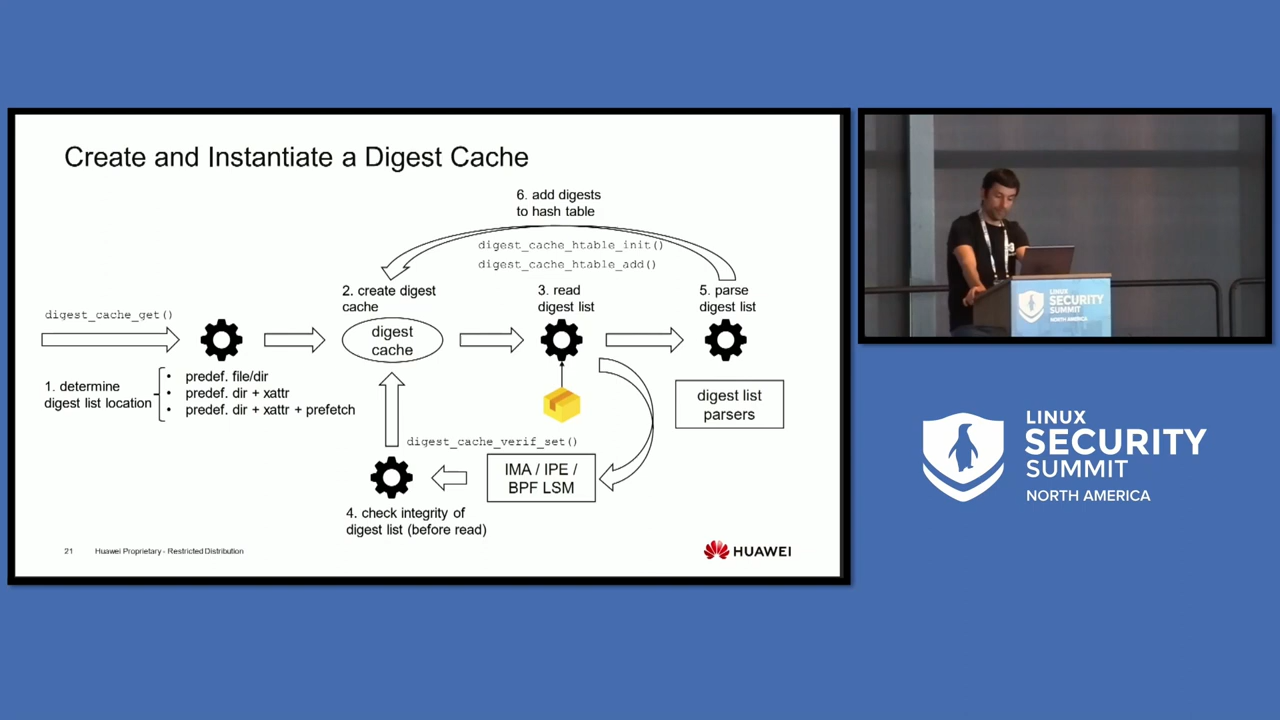 Create and Instantiate a Digest Cache
6. add digests
to hash table
digest_cache_htable_init()
digest_cache_htable_add()
2. create digest
cache
3. read
digest list
5. parse
digest list
digest_cache_get()
digest
cache
1. determine
digest list location
• predef. file/dir
• predef. dir + xattr
• predef. dir + xattr + prefetch
digest list
parsers
digest_cache_verif_set()
IMA / IPE /
BPF LSM
4. check integrity of
digest list (before read)
21 Huawei Proprietary - Restricted Distribution
HUAWEI
LINUX
SECURITY
SUMMIT
NORTH AMERICA
LINUX
SECURITY
SUMMIT
NORTH AMERICA